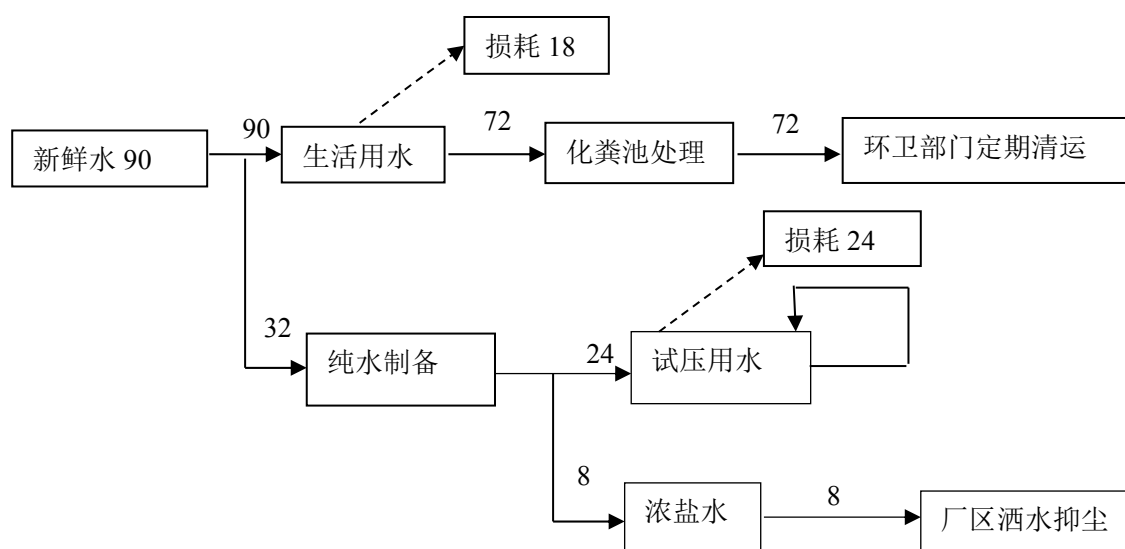 损耗 18
90
72
72
新鲜水 90
生活用水
化粪池处理
环卫部门定期清运
损耗 24
32
24
纯水制备
试压用水
8
8
浓盐水
厂区洒水抑尘